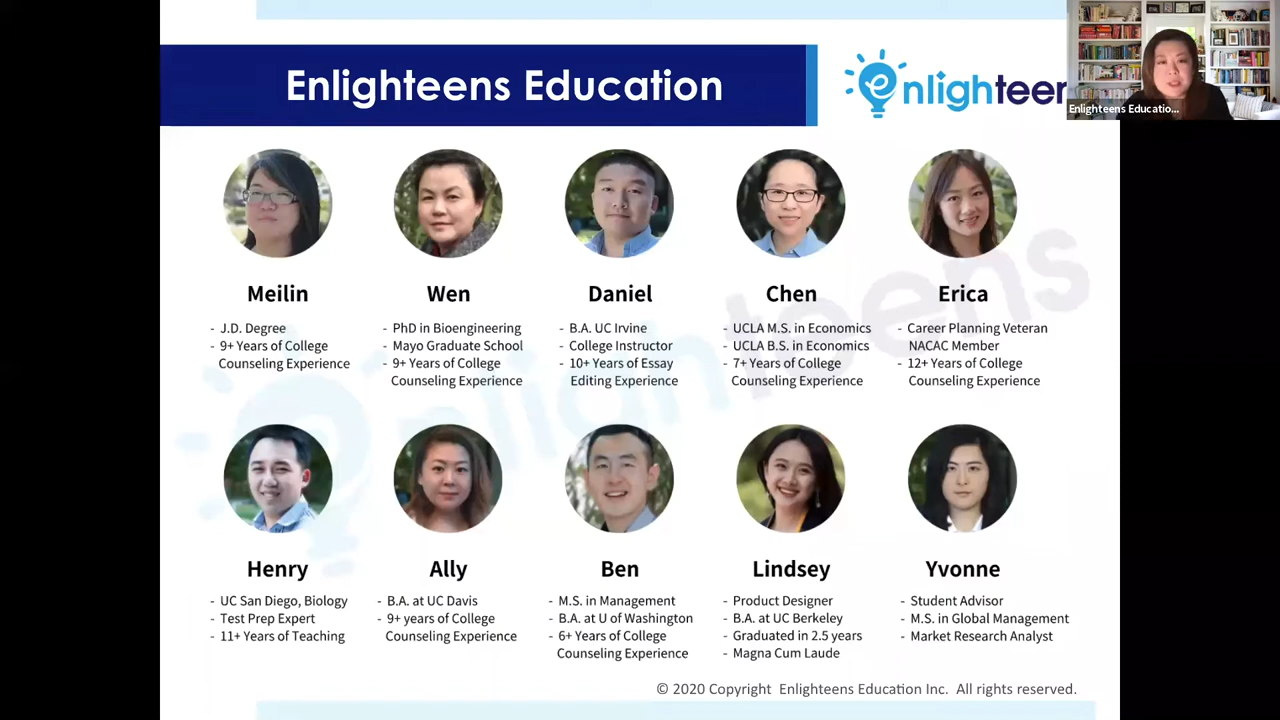 Enlighteens Education
enlighteen
Enlighteens Educatio...
Meilin
- J.D. Degree
- 9+ Years of College
Counseling Experience
Wen
- PhD in Bioengineering
- Mayo Graduate School
- 9+ Years of College
Counseling Experience
Daniel
- B.A. UC Irvine
- College Instructor
- 10+ Years of Essay
Editing Experience
Chen
- UCLA M.S. in Economics
- UCLA B.S. in Economics
- 7+ Years of College
Counseling Experience
Erica
- Career Planning Veteran
NACAC Member
- 12+ Years of College
Counseling Experience
enlighteens
Henry
- UC San Diego, Biology
- Test Prep Expert
- 11+ Years of Teaching
Ally
- B.A. at UC Davis
- 9+ years of College
Counseling Experience
Ben
- M.S. in Management
- B.A. at U of Washington
- 6+ Years of College
Counseling Experience
Lindsey
- Product Designer
- B.A. at UC Berkeley
- Graduated in 2.5 years
- Magna Cum Laude
Yvonne
- Student Advisor
- M.S. in Global Management
- Market Research Analyst
© 2020 Copyright Enlighteens Education Inc. All rights reserved.